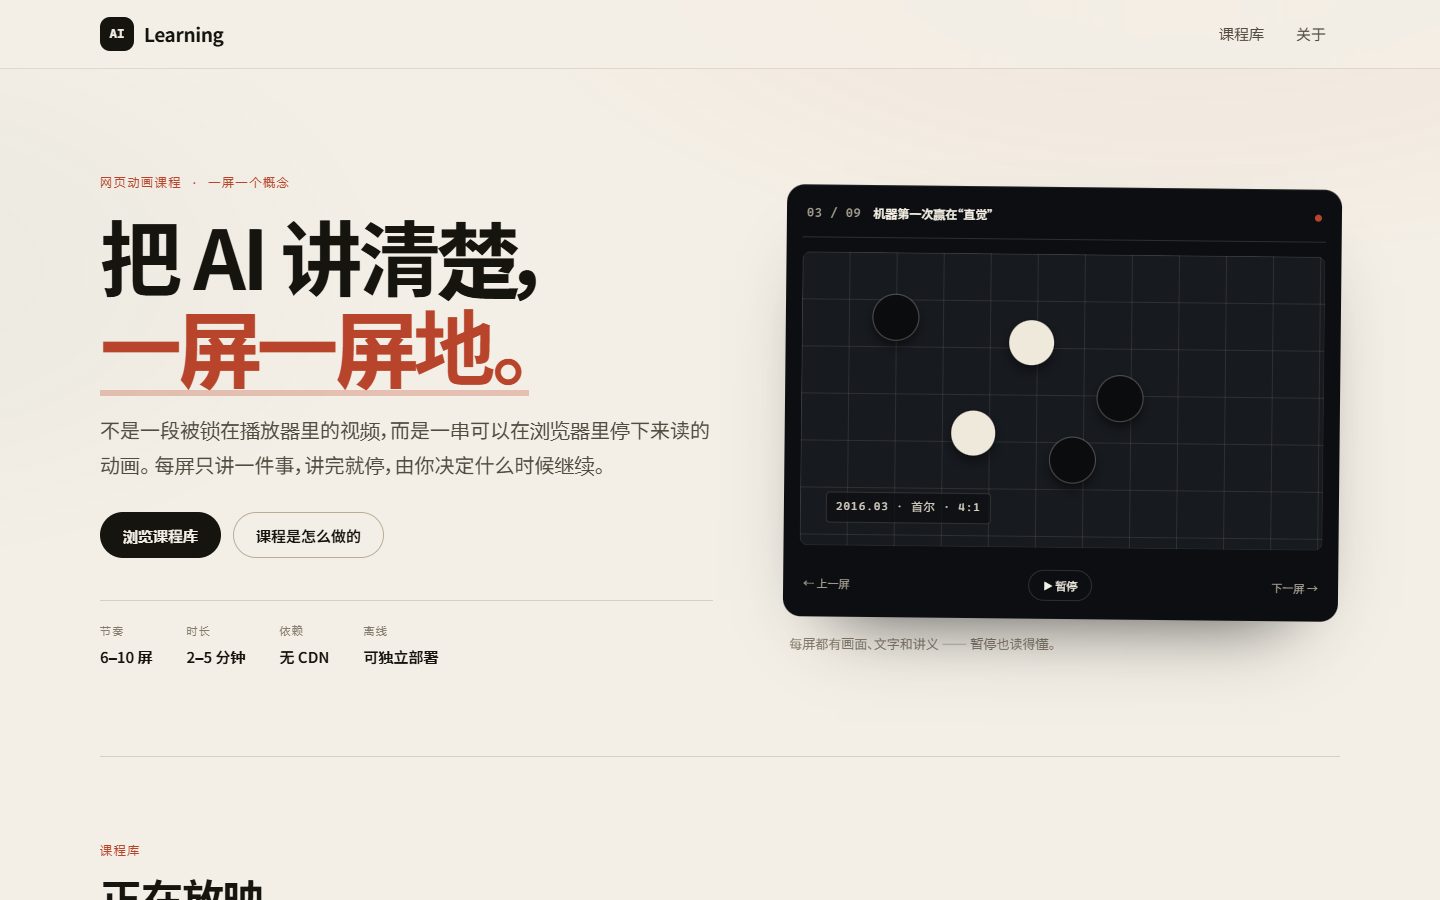 AI Learning
课程库 关于
网页动画课程 · 一屏一个概念
把 AI 讲清楚,
一屏一屏地。
不是一段被锁在播放器里的视频,而是一串可以在浏览器里停下来读的
动画。每屏只讲一件事,讲完就停,由你决定什么时候继续。
浏览课程库 课程是怎么做的
节奏 时长 依赖 离线
6–10 屏 2–5 分钟 无 CDN 可独立部署
03 / 09 机器第一次赢在“直觉”
2016.03 · 首尔 · 4:1
← 上一屏 ▶ 暂停 下一屏 →
每屏都有画面、文字和讲义 —— 暂停也读得懂。
课程库
正在放映